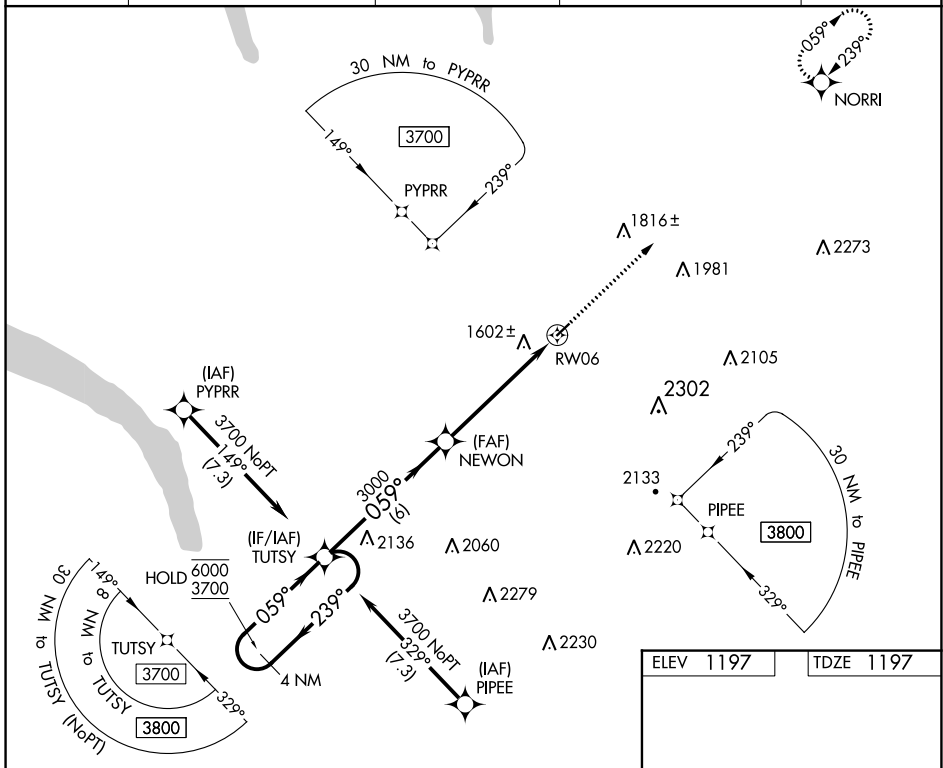 059°
239°
NORRI
30 NM to PYPRR
3700
149°
239°
PYPRR
1816±
1981
2273
1602±
RW06
2105
2302
(IAF)
PYPRR
3700 NoPT
149°
(7.3)
(FAF)
NEWON
3000
059°
(6)
(IF/IAF)
TUTSY
2136
2060
2133
239°
PIPEE
30 NM to PIPEE
3800
329°
2220
HOLD
6000
3700
059°
239°
4 NM
2279
2230
3700 NoPT
329°
(7.3)
(IAF)
PIPEE
149°
30 NM to TUTSY (NoPT)
8 NM to TUTSY
TUTSY
3700
329°
3800
ELEV 1197
TDZE 1197